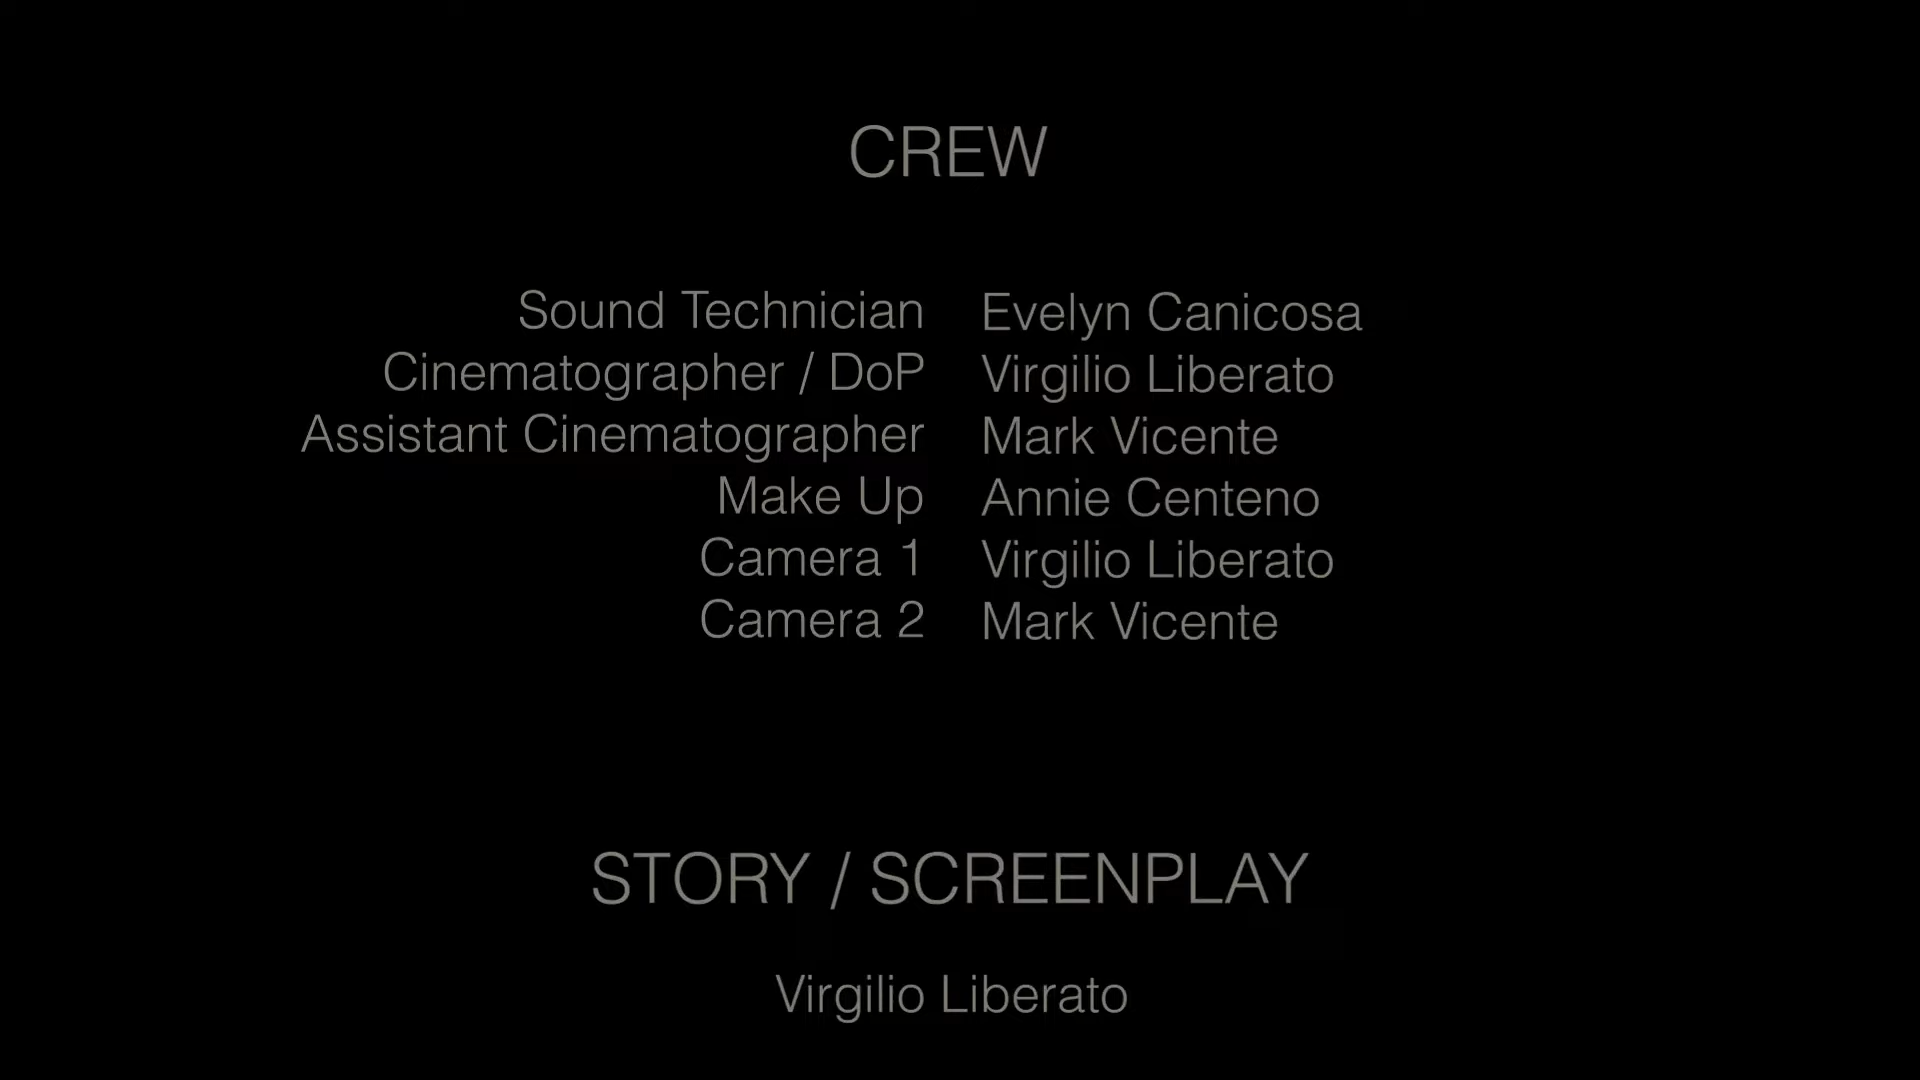 CREW
Sound Technician Evelyn Canicosa
Cinematographer / DoP Virgilio Liberato
Assistant Cinematographer Mark Vicente
Make Up Annie Centeno
Camera 1 Virgilio Liberato
Camera 2 Mark Vicente
STORY / SCREENPLAY
Virgilio Liberato